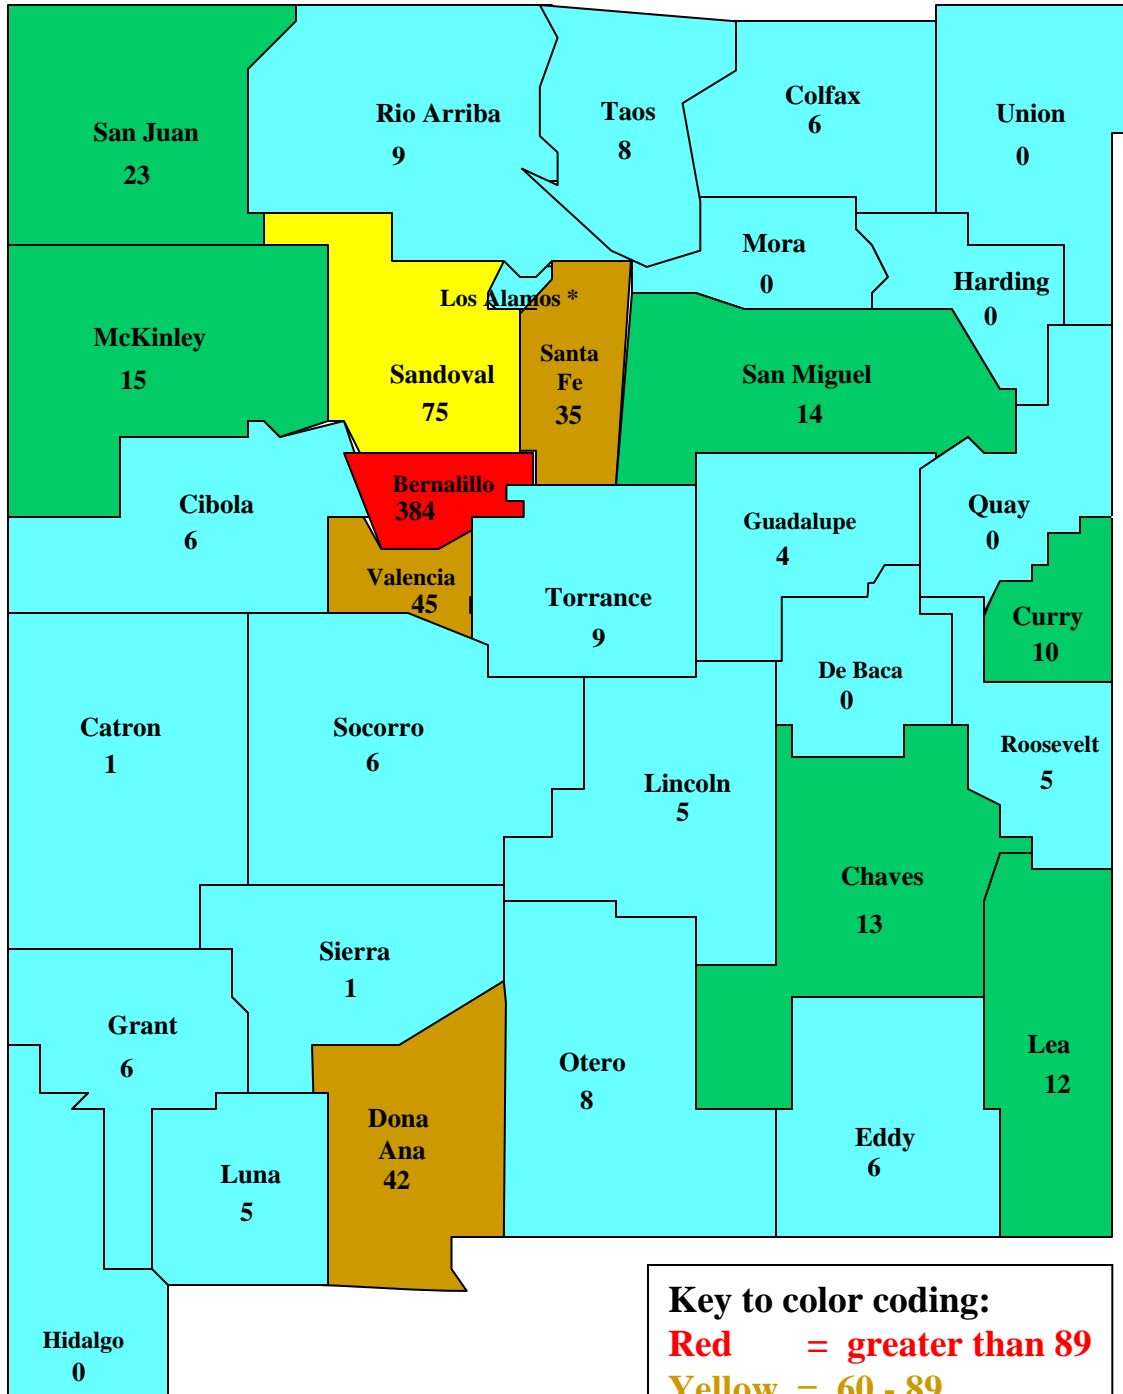 San Juan
23
Rio Arriba
9
Taos
8
Colfax
6
Union
0
Mora
0
Harding
0
Los Alamos *
McKinley
15
Sandoval
75
Santa
Fe
35
San Miguel
14
Bernalillo
384
Cibola
6
Guadalupe
4
Quay
0
Valencia
45
Torrance
9
Curry
10
De Baca
0
Catron
1
Socorro
6
Roosevelt
5
Lincoln
5
Chaves
13
Sierra
1
Grant
6
Otero
8
Lea
12
Dona
Ana
42
Eddy
6
Luna
5
Hidalgo
0
Key to color coding:
Red = greater than 89
Yellow = 60 - 89